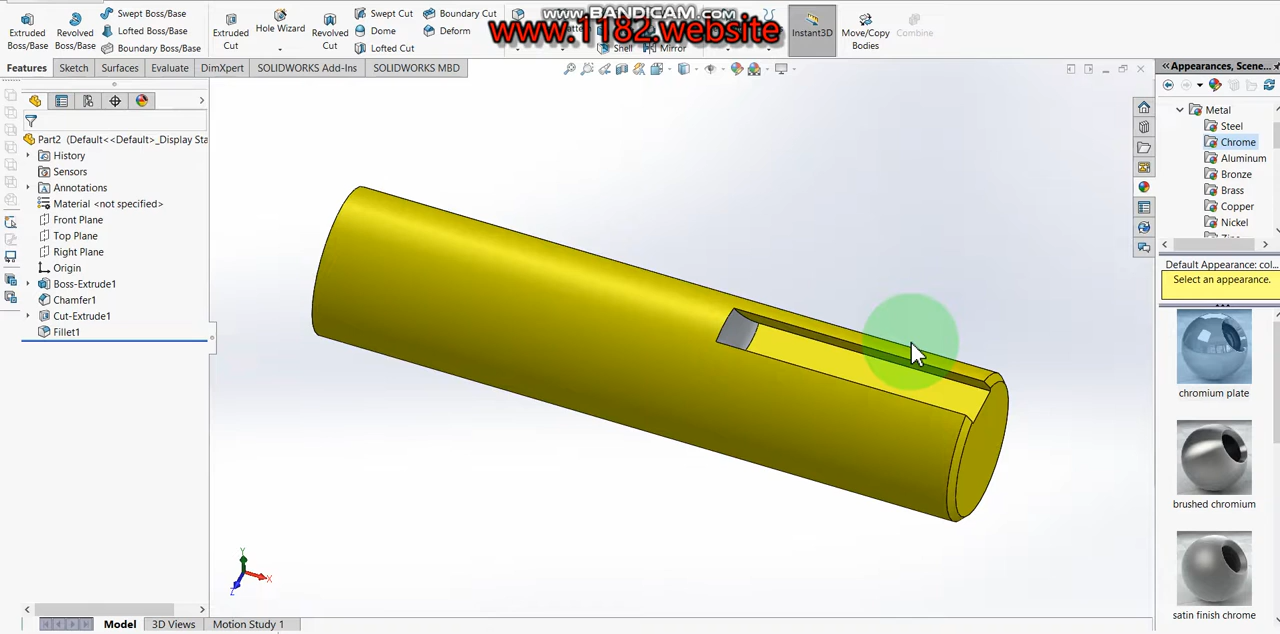 www.BANDICAM.com
www.1182.website
Extruded Boss/Base
Revolved Boss/Base
Swept Boss/Base
Lofted Boss/Base
Boundary Boss/Base
Extruded Cut
Hole Wizard
Revolved Cut
Swept Cut
Dome
Lofted Cut
Boundary Cut
Deform
Shell
Mirror
Instant3D
Move/Copy Bodies
Combine
Features
Sketch
Surfaces
Evaluate
DimXpert
SOLIDWORKS Add-Ins
SOLIDWORKS MBD
Part2 (Default<<Default>_Display Sta
History
Sensors
Annotations
Material <not specified>
Front Plane
Top Plane
Right Plane
Origin
Boss-Extrude1
Chamfer1
Cut-Extrude1
Fillet1
Y
X
Z
Model
3D Views
Motion Study 1
Appearances, Scene...
Metal
Steel
Chrome
Aluminum
Bronze
Brass
Copper
Nickel
Default Appearance: col...
Select an appearance.
chromium plate
brushed chromium
satin finish chrome